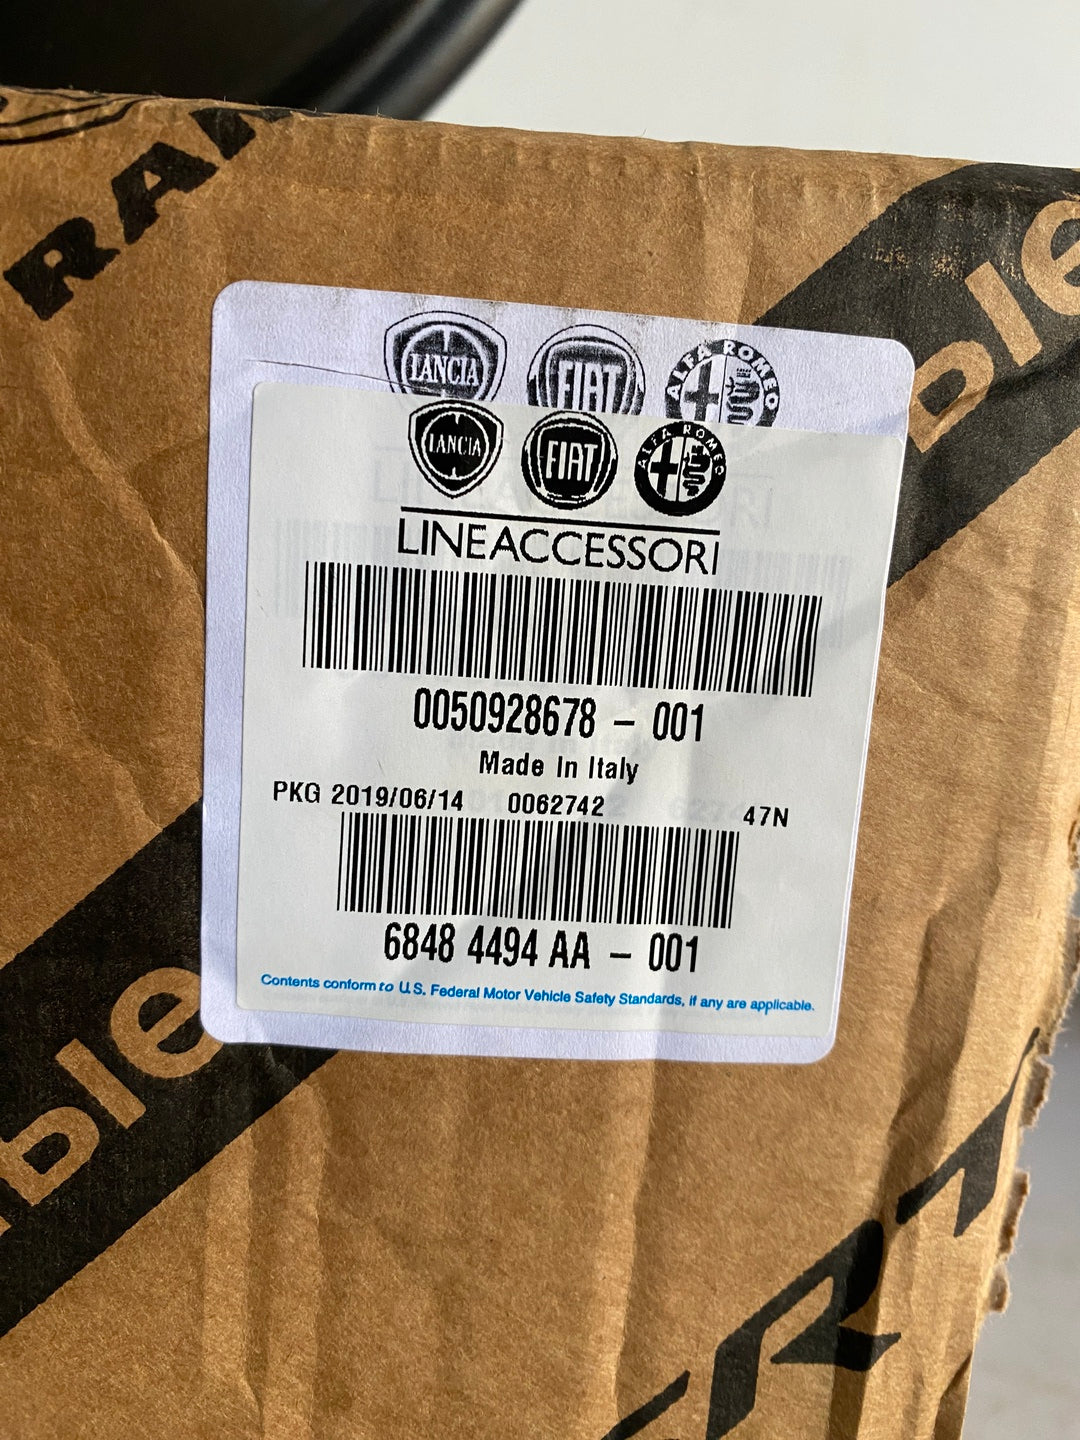 LANCIA FIAT ALFA ROMEO
LANCIA FIAT ALFA ROMEO
LINEACCESSORI
0050928678 - 001
Made In Italy
PKG 2019/06/14 0062742 47N
6848 4494 AA - 001
Contents conform to U.S. Federal Motor Vehicle Safety Standards, if any are applicable.